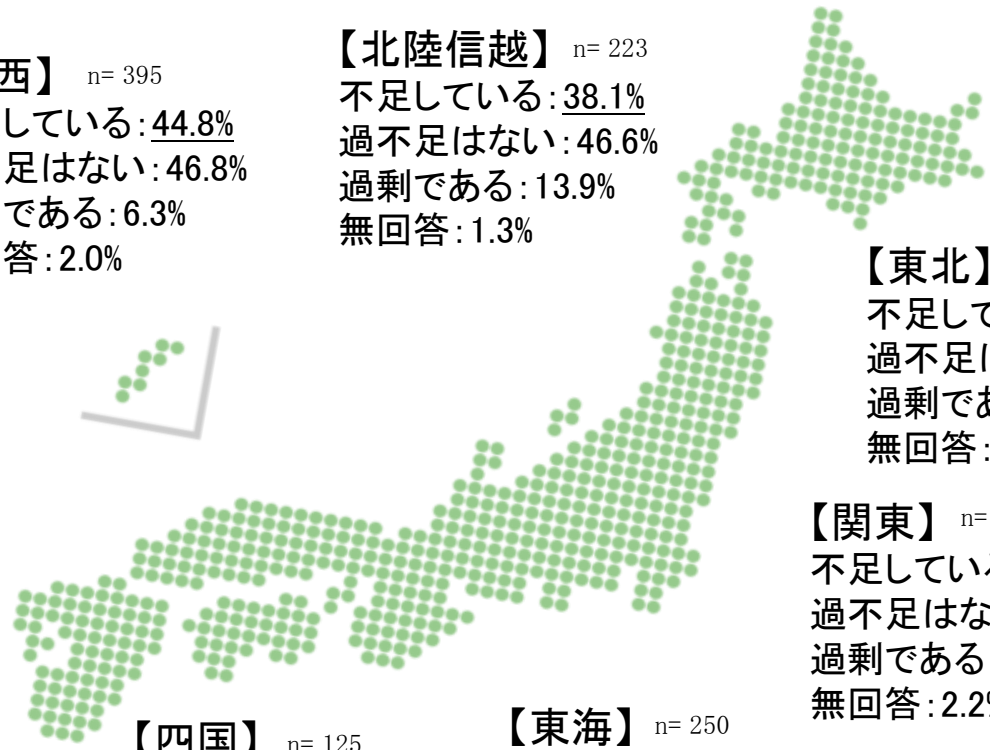 西】 n= 395
している:44.8%
足はない:46.8%
である:6.3%
答:2.0%
【北陸信越】 n= 223
不足している:38.1%
過不足はない:46.6%
過剰である:13.9%
無回答:1.3%
【東北】
不足して
過不足は
過剰であ
無回答:
【関東】 n=
不足してい
過不足はな
過剰である
無回答:2.2%
【四国】 n= 125
【東海】 n= 250